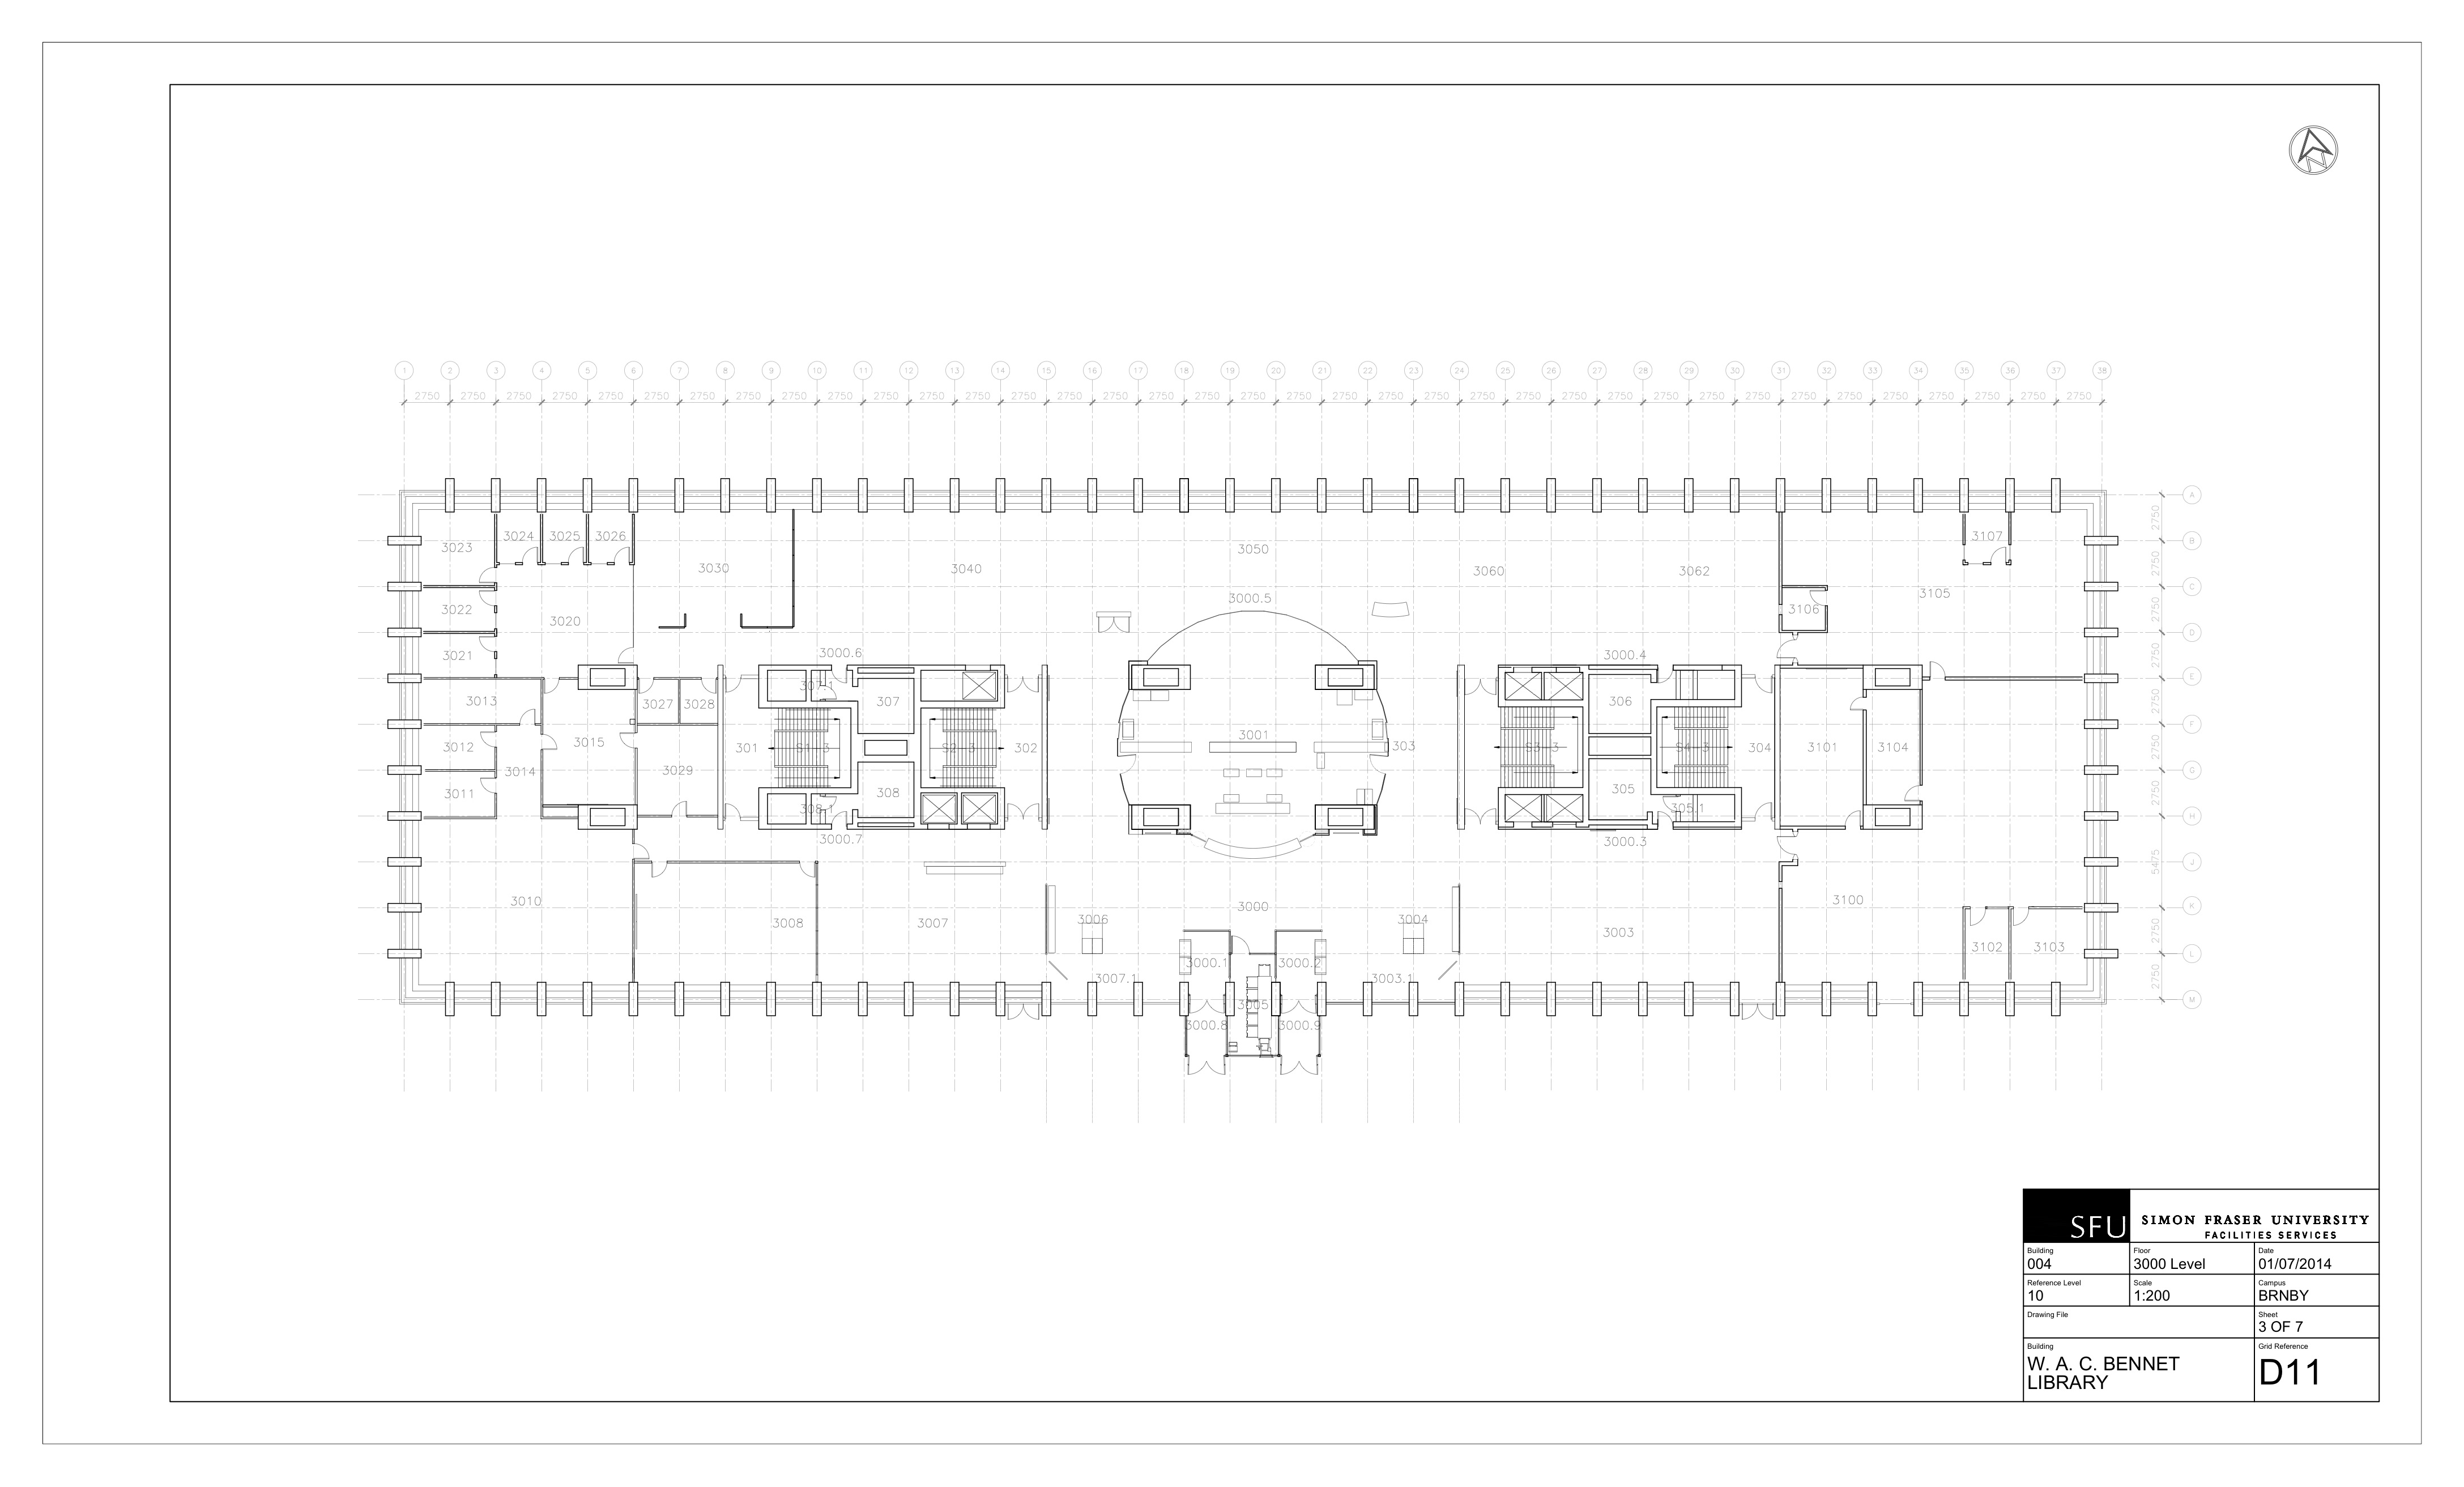 1 2 3 4 5 6 7 8 9 10 11 12 13 14 15 16 17 18 19 20 21 22 23 24 25 26 27 28 29 30 31 32 33 34 35 36 37 38
2750 2750 2750 2750 2750 2750 2750 2750 2750 2750 2750 2750 2750 2750 2750 2750 2750 2750 2750 2750 2750 2750 2750 2750 2750 2750 2750 2750 2750 2750 2750 2750 2750 2750 2750 2750 2750
A
2750
B
2750
C
2750
D
2750
E
2750
F
2750
G
2750
H
5475
J
K
2750
L
2750
M
3023 3024 3025 3026 3050 3107
3030 3040 3060 3062
3022 3020 3000.5 3105 3106
3021 3000.6 3000.4
3013 3027 3028 307.1 307 306
3012 3015 301 S1-3 S2-3 302 3001 303 S3-3 S4-3 304 3101 3104
3014 3029
3011 308.1 308 305 305.1
3000.7 3000.3
3010 3000 3100
3008 3007 3006 3004 3003
3102 3103
3000.1 3000.2
3007.1 3003.1
3005
3000.8 3000.9
SFU SIMON FRASER UNIVERSITY
FACILITIES SERVICES
Building Floor Date
004 3000 Level 01/07/2014
Reference Level Scale Campus
10 1:200 BRNBY
Drawing File Sheet
3 OF 7
Building Grid Reference
W. A. C. BENNET
LIBRARY
D11